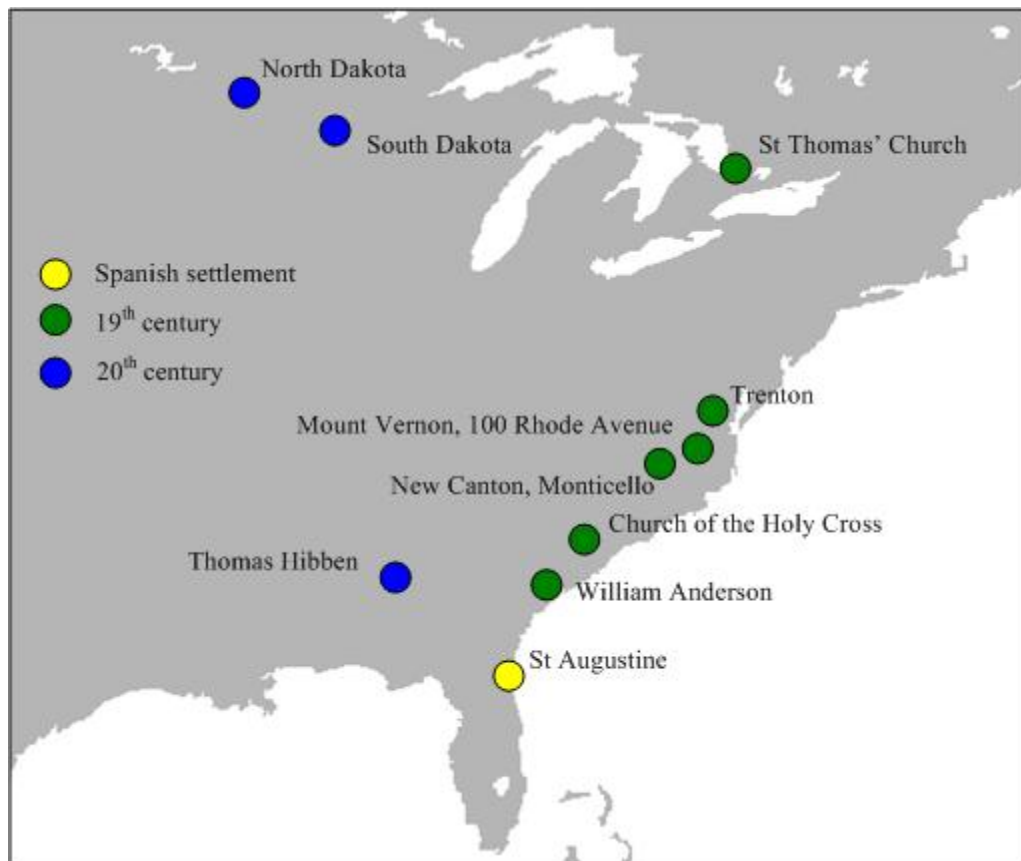 North Dakota
South Dakota
St Thomas’ Church
Spanish settlement
19th century
20th century
Trenton
Mount Vernon, 100 Rhode Avenue
New Canton, Monticello
Church of the Holy Cross
Thomas Hibben
William Anderson
St Augustine